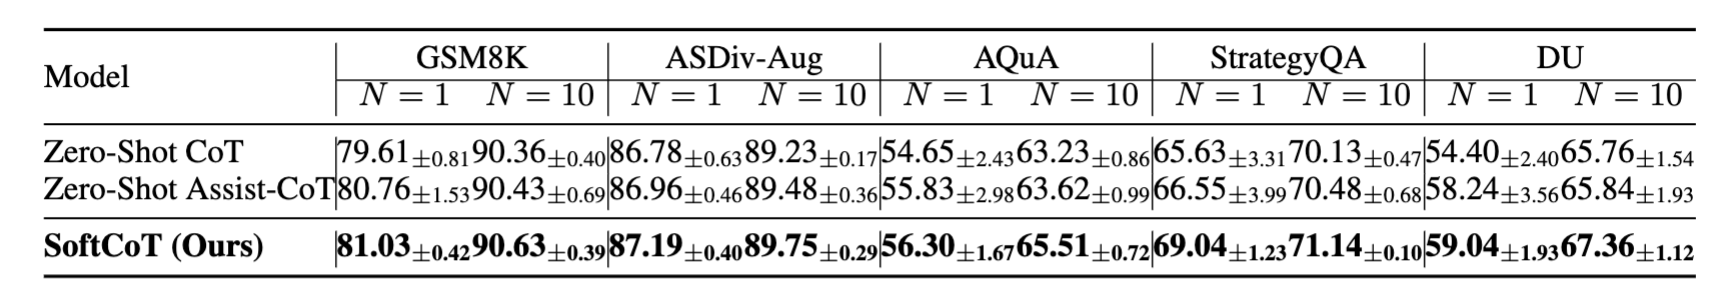 Model GSM8K ASDiv-Aug AQuA StrategyQA DU
N = 1 N = 10 N = 1 N = 10 N = 1 N = 10 N = 1 N = 10 N = 1 N = 10
Zero-Shot CoT 79.61±0.81 90.36±0.40 86.78±0.63 89.23±0.17 54.65±2.43 63.23±0.86 65.63±3.31 70.13±0.47 54.40±2.40 65.76±1.54
Zero-Shot Assist-CoT 80.76±1.53 90.43±0.69 86.96±0.46 89.48±0.36 55.83±2.98 63.62±0.99 66.55±3.99 70.48±0.68 58.24±3.56 65.84±1.93
SoftCoT (Ours) 81.03±0.42 90.63±0.39 87.19±0.40 89.75±0.29 56.30±1.67 65.51±0.72 69.04±1.23 71.14±0.10 59.04±1.93 67.36±1.12